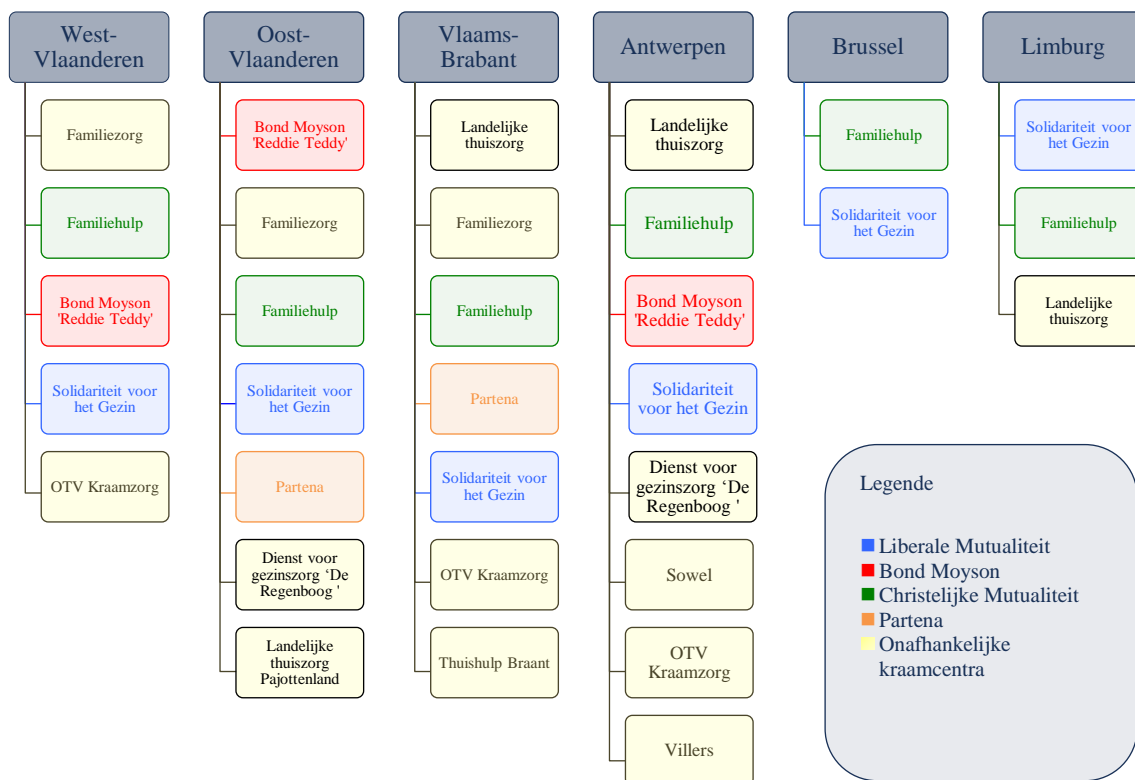 West-
Vlaanderen
Familiezorg
Familiehulp
Bond Moyson
'Reddie Teddy'
Solidariteit voor
het Gezin
OTV Kraamzorg
Oost-
Vlaanderen
Bond Moyson
'Reddie Teddy'
Familiezorg
Familiehulp
Solidariteit voor
het Gezin
Partena
Dienst voor
gezinszorg ‘De
Regenboog '
Landelijke
thuiszorg
Pajottenland
Vlaams-
Brabant
Landelijke
thuiszorg
Familiezorg
Familiehulp
Partena
Solidariteit voor
het Gezin
OTV Kraamzorg
Thuishulp Braant
Antwerpen
Landelijke
thuiszorg
Familiehulp
Bond Moyson
'Reddie Teddy'
Solidariteit
voor het Gezin
Dienst voor
gezinszorg ‘De
Regenboog '
Sowel
OTV
Kraamzorg
Villers
Brussel
Familiehulp
Solidariteit voor
het Gezin
Limburg
Solidariteit voor
het Gezin
Familiehulp
Landelijke
thuiszorg
Legende
Liberale Mutualiteit
Bond Moyson
Christelijke Mutualiteit
Partena
Onafhankelijke
kraamcentra